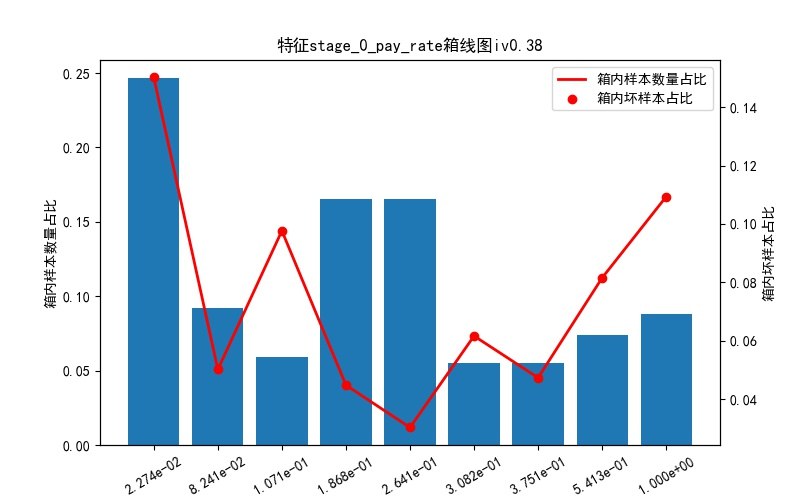 特征stage_0_pay_rate箱线图iv0.38
箱内样本数量占比
箱内坏样本占比
0.25
0.20
0.15
0.10
0.05
0.00
箱内样本数量占比
0.14
0.12
0.10
0.08
0.06
0.04
箱内坏样本占比
2.274e-02
8.241e-02
1.071e-01
1.868e-01
2.641e-01
3.082e-01
3.751e-01
5.413e-01
1.000e+00